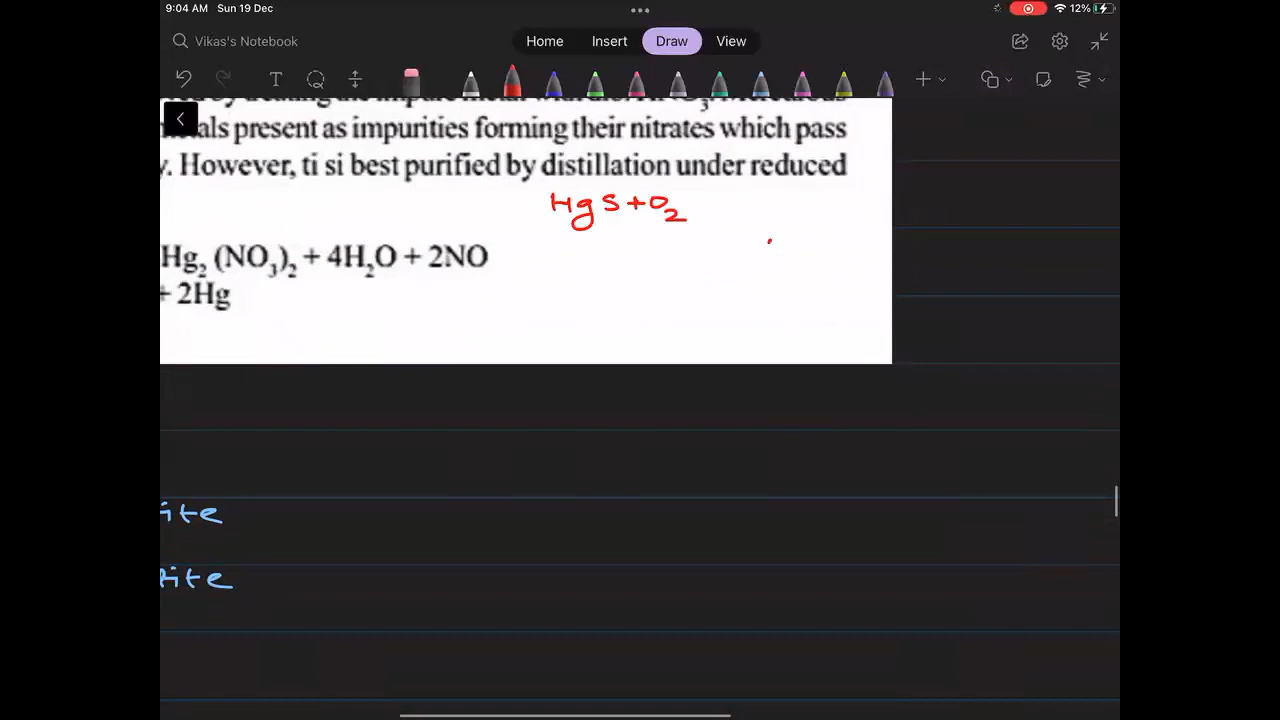 9:04 AM Sun 19 Dec
12%
Vikas's Notebook
Home Insert Draw View
present as impurities forming their nitrates which pass
However, ti si best purified by distillation under reduced
HgS+O₂
Hg₂ (NO₃)₂ + 4H₂O + 2NO
+ 2Hg
ite
ite